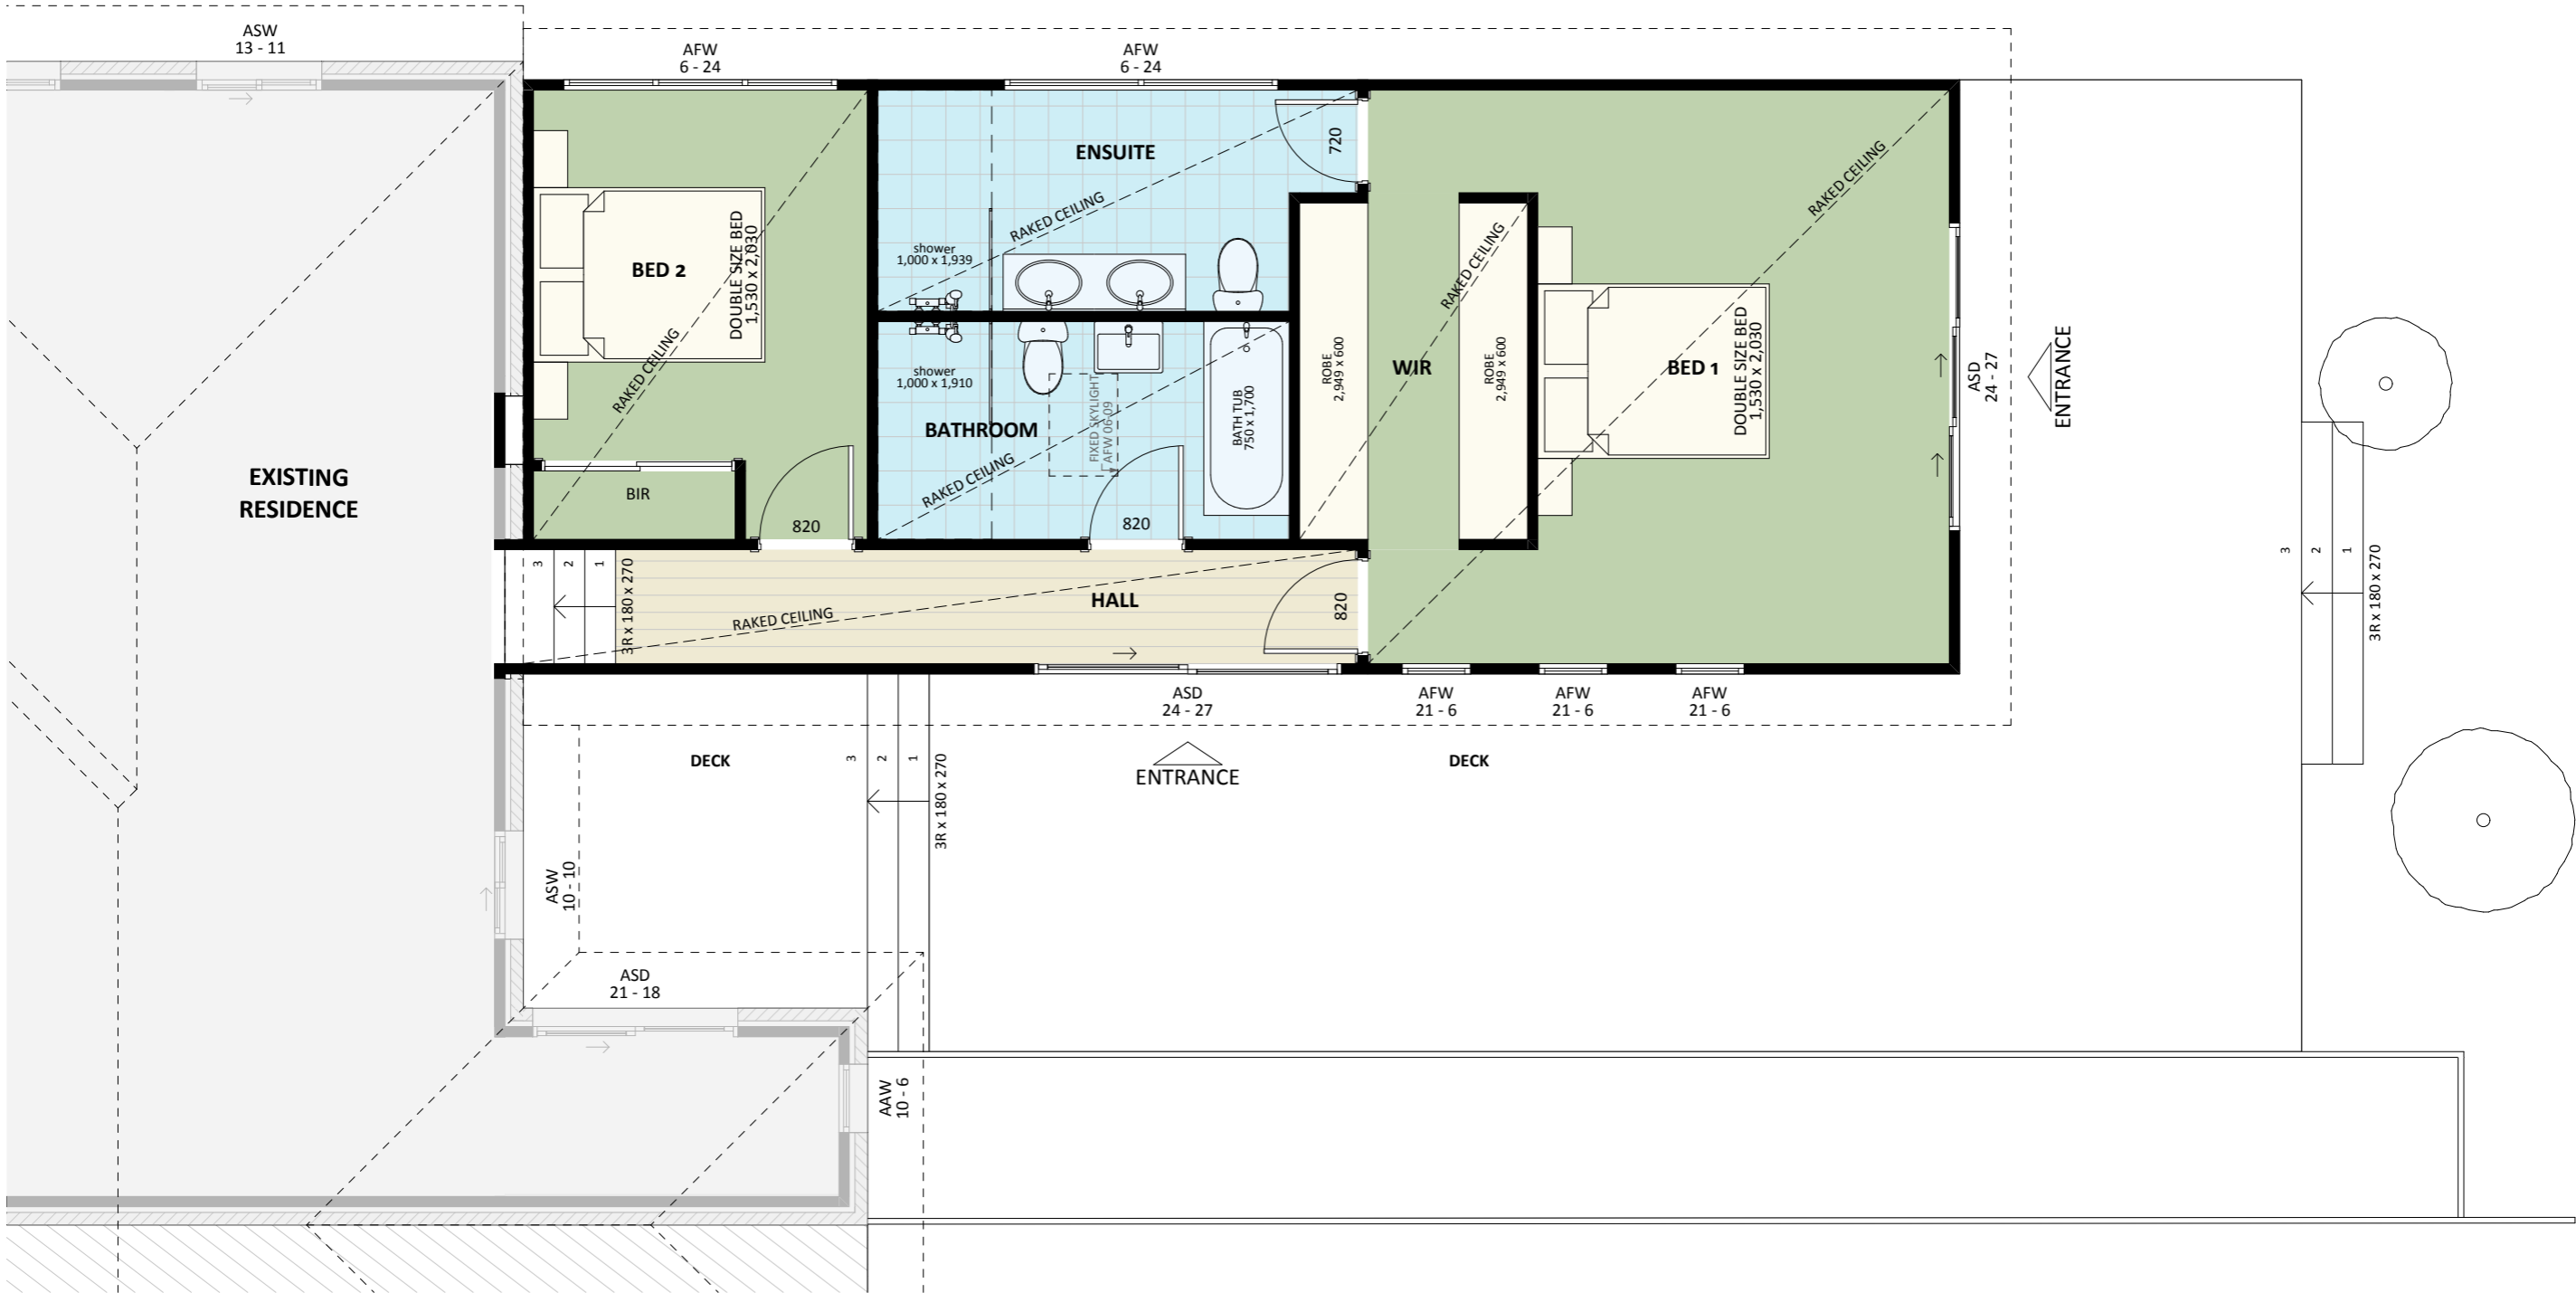 ASW
13 - 11
AFW
6 - 24
AFW
6 - 24
ENSUITE
720
RAKED CEILING
RAKED CEILING
shower
1,000 x 1,939
BED 2
DOUBLE SIZE BED
1,530 x 2,030
RAKED CEILING
RAKED CEILING
shower
1,000 x 1,910
BATHROOM
FIXED SKYLIGHT
AFW 06-09
BATH TUB
750 x 1,700
RAKED CEILING
ROBE
2,949 x 600
WIR
ROBE
2,949 x 600
BED 1
DOUBLE SIZE BED
1,530 x 2,030
ASD
24 - 27
ENTRANCE
EXISTING
RESIDENCE
BIR
820
820
3
2
1
3R x 180 x 270
RAKED CEILING
HALL
820
3
2
1
3R x 180 x 270
ASD
24 - 27
AFW
21 - 6
AFW
21 - 6
AFW
21 - 6
DECK
3
2
1
3R x 180 x 270
ENTRANCE
DECK
ASW
10 - 10
ASD
21 - 18
AAW
10 - 6